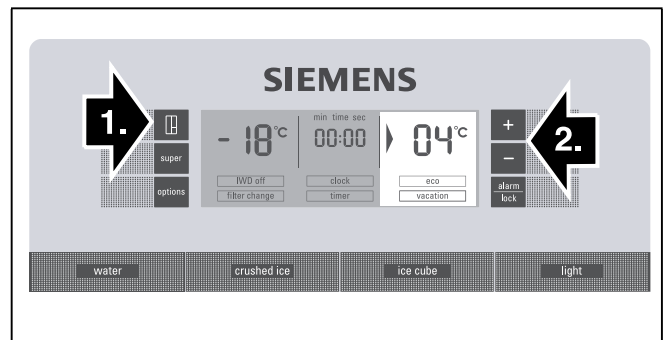 SIEMENS
1.
super
options
- 18°C
min time sec
00:00
04°C
IWD off
clock
eco
filter change
timer
vacation
+
2.
-
alarm
lock
water
crushed ice
ice cube
light